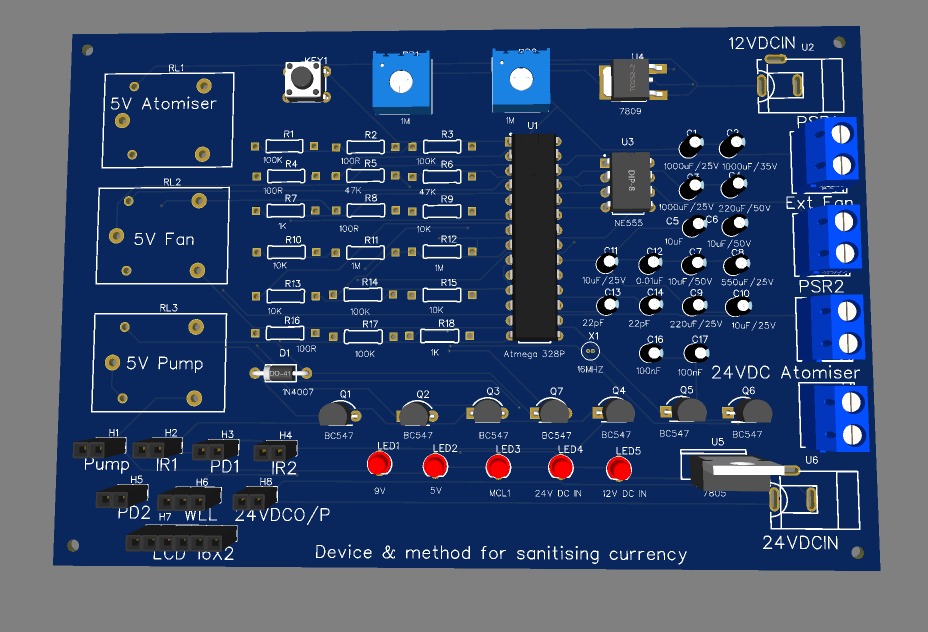 12VDCIN U2
KEY1
U4
RL1
5V Atomiser
1M
1M
TO252-2
7809
PSR1
U1
R1
R2
R3
U3
C1
C2
100K
100R
100K
1000uF/25V
1000uF/35V
R4
R5
R6
DIP-8
C3
C4
100R
47K
47K
1000uF/25V
220uF/50V
RL2
Ext Fan
R7
R8
R9
NE555
C5
C6
1K
100R
10K
10uF
10uF/50V
5V Fan
R10
R11
R12
C11
C12
C7
C8
10K
1M
1M
10uF/25V
0.01uF
10uF/50V
550uF/25V
PSR2
R13
R14
R15
C13
C14
C9
C10
10K
100K
10K
22pF
22pF
220uF/25V
10uF/25V
RL3
R16
R17
R18
X1
100R
100K
1K
Atmega 328P
C16
C17
5V Pump
D1
16MHZ
100nF
100nF
DO-41
24VDC Atomiser
1N4007
Q1
Q2
Q3
Q7
Q4
Q5
Q6
BC547
BC547
BC547
BC547
BC547
BC547
BC547
H1
H2
H3
H4
Pump
IR1
PD1
IR2
LED1
LED2
LED3
LED4
LED5
U5
U6
9V
5V
MCL1
24V DC IN
12V DC IN
7805
H5
H6
H8
PD2
WLL
24VDCO/P
H7
LCD 16X2
24VDCIN
Device & method for sanitising currency